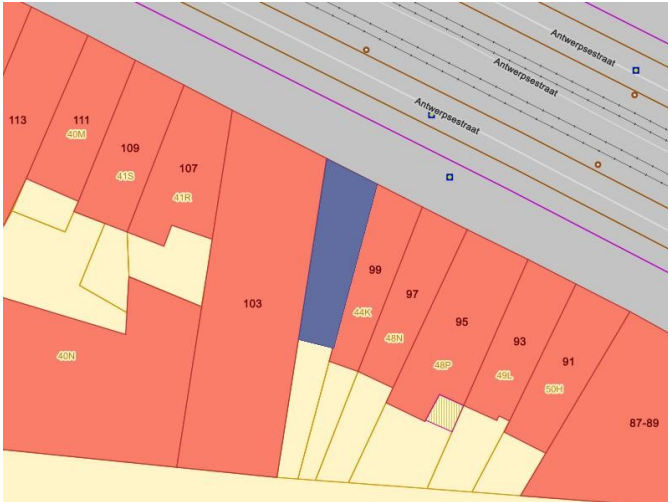 Antwerpsestraat
Antwerpsestraat
Antwerpsestraat
113
111
40M
109
41S
107
41R
103
99
44K
97
48N
95
48P
93
49L
91
50H
87-89
40N